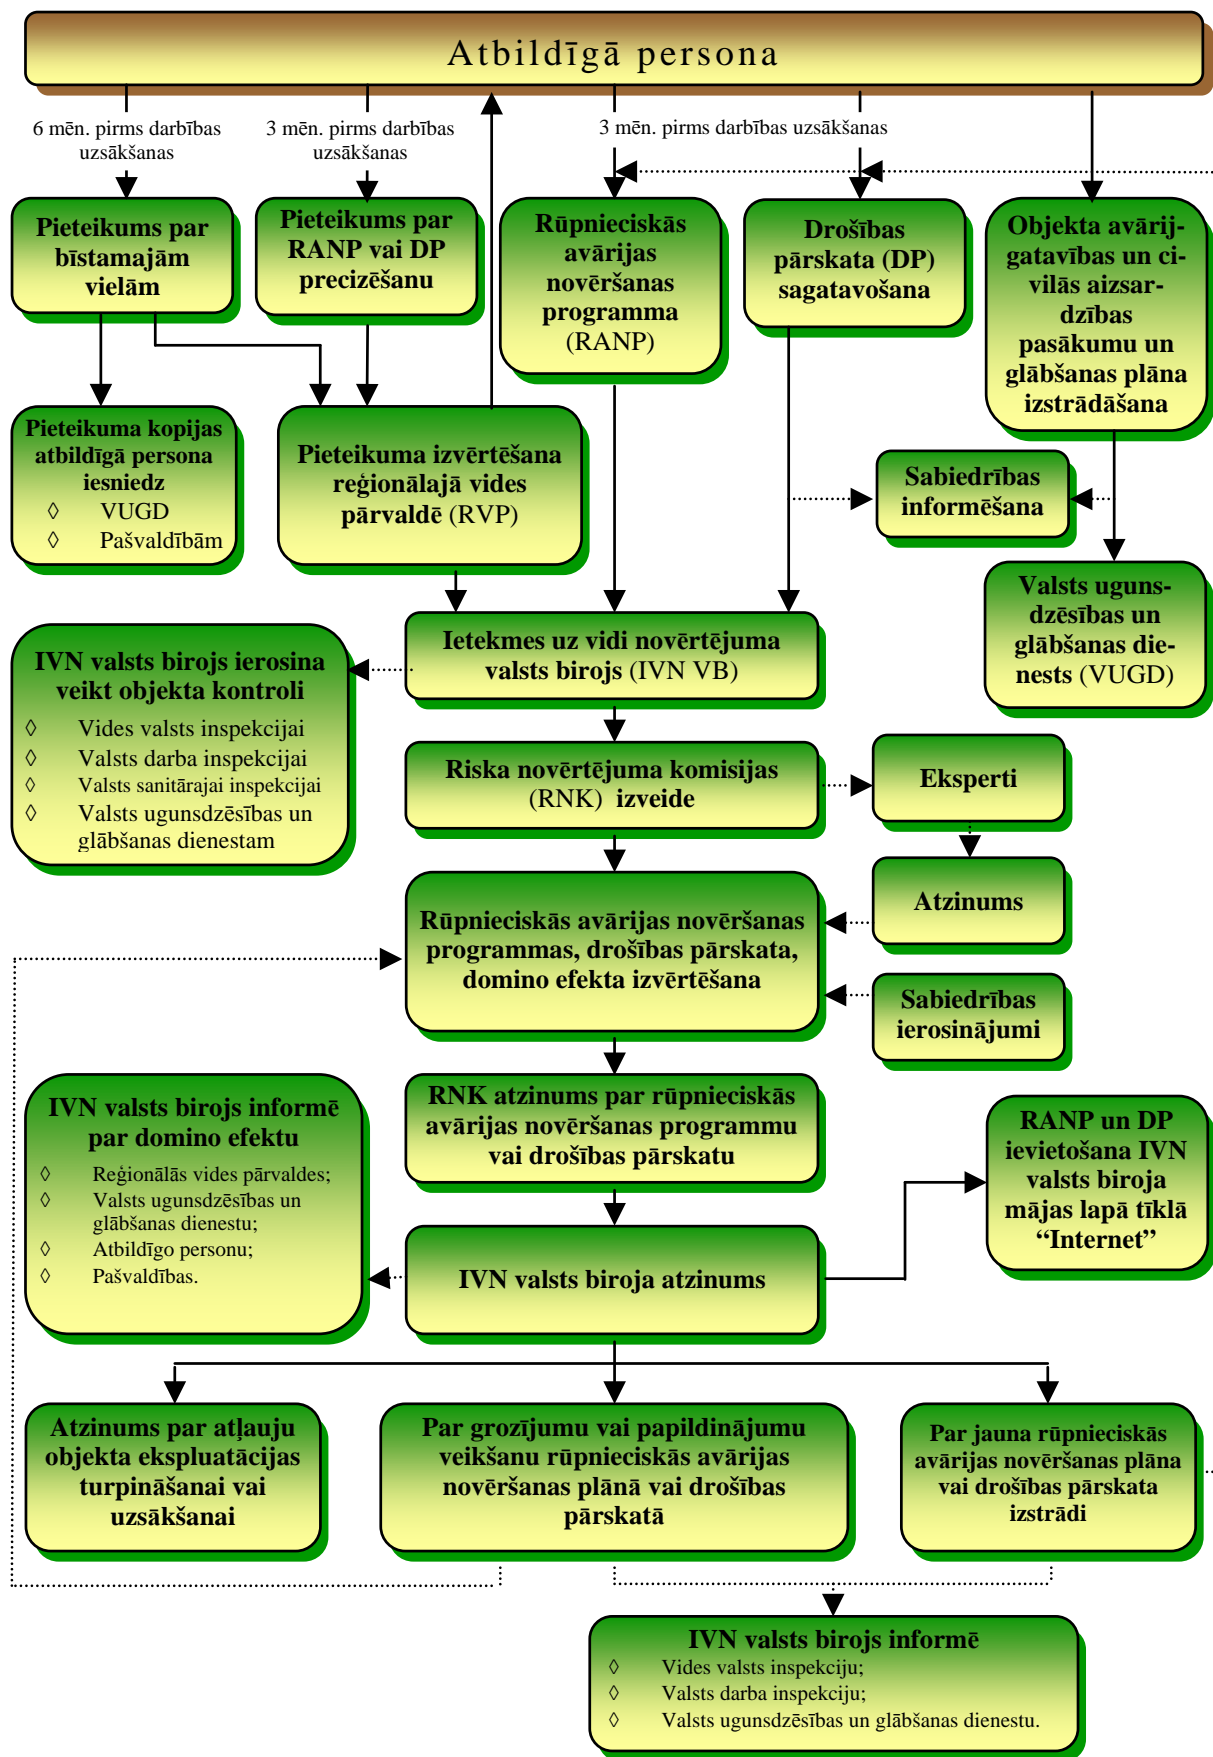 Atbildīgā persona
6 mēn. pirms darbības
uzsākšanas
3 mēn. pirms darbības
uzsākšanas
3 mēn. pirms darbības uzsākšanas
Pieteikums par
bīstamajām
vielām
Pieteikums par
RANP vai DP
precizēšanu
Rūpnieciskās
avārijas
novēršanas
programma
(RANP)
Drošības
pārskata (DP)
sagatavošana
Objekta avārij-
gatavības un ci-
vilās aizsar-
dzības
pasākumu un
glābšanas plāna
izstrādāšana
Pieteikuma kopijas
atbildīgā persona
iesniedz
◊ VUGD
◊ Pašvaldībām
Pieteikuma izvērtēšana
reģionālajā vides
pārvaldē (RVP)
Sabiedrības
informēšana
Valsts uguns-
dzēsības un
glābšanas die-
nests (VUGD)
Ietekmes uz vidi novērtējuma
valsts birojs (IVN VB)
IVN valsts birojs ierosina
veikt objekta kontroli
◊ Vides valsts inspekcijai
◊ Valsts darba inspekcijai
◊ Valsts sanitārajai inspekcijai
◊ Valsts ugunsdzēsības un
glābšanas dienestam
Riska novērtējuma komisijas
(RNK) izveide
Eksperti
Atzinums
Rūpnieciskās avārijas novēršanas
programmas, drošības pārskata,
domino efekta izvērtēšana
Sabiedrības
ierosinājumi
RNK atzinums par rūpnieciskās
avārijas novēršanas programmu
vai drošības pārskatu
IVN valsts birojs informē
par domino efektu
◊ Reģionālās vides pārvaldes;
◊ Valsts ugunsdzēsības un
glābšanas dienestu;
◊ Atbildīgo personu;
◊ Pašvaldības.
RANP un DP
ievietošana IVN
valsts biroja
mājas lapā tīklā
“Internet”
IVN valsts biroja atzinums
Atzinums par atļauju
objekta ekspluatācijas
turpināšanai vai
uzsākšanai
Par grozījumu vai papildinājumu
veikšanu rūpnieciskās avārijas
novēršanas plānā vai drošības
pārskatā
Par jauna rūpnieciskās
avārijas novēršanas plāna
vai drošības pārskata
izstrādi
IVN valsts birojs informē
◊ Vides valsts inspekciju;
◊ Valsts darba inspekciju;
◊ Valsts ugunsdzēsības un glābšanas dienestu.